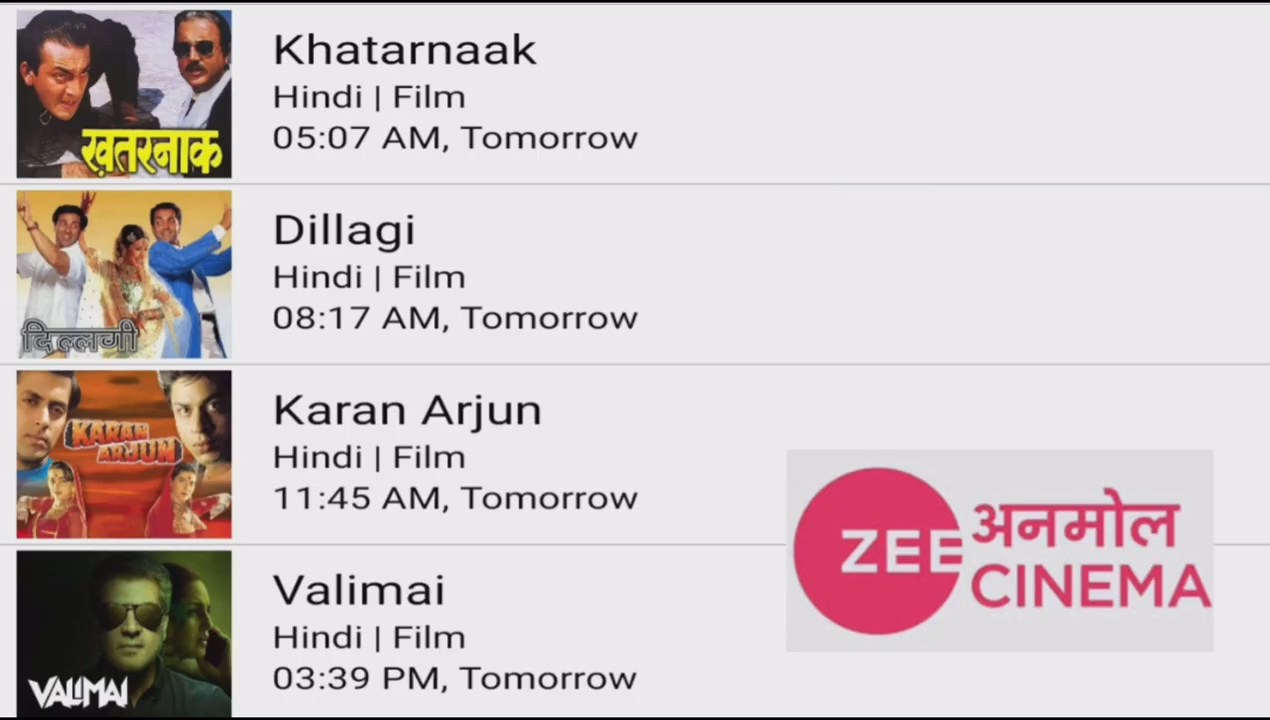 खतरनाक
Khatarnaak
Hindi | Film
05:07 AM, Tomorrow
दिल्लगी
Dillagi
Hindi | Film
08:17 AM, Tomorrow
KARAN
ARJUN
Karan Arjun
Hindi | Film
11:45 AM, Tomorrow
VALIMAI
Valimai
Hindi | Film
03:39 PM, Tomorrow
ZEE अनमोल
CINEMA